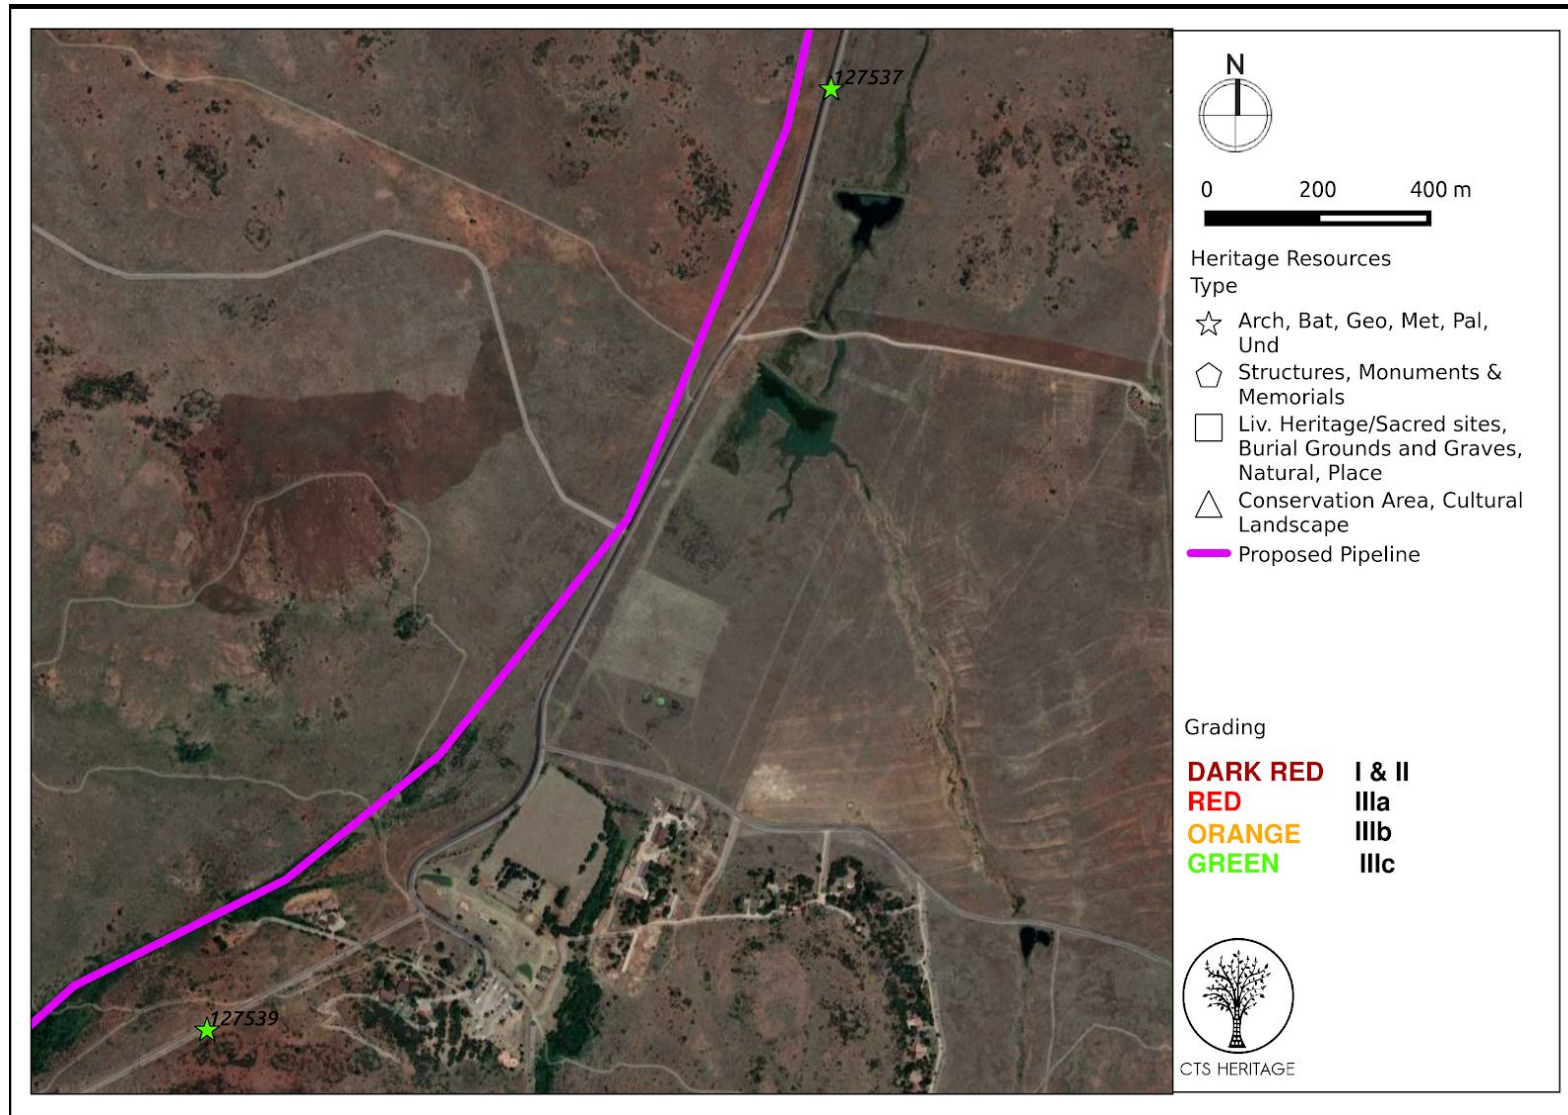 127537
127539
N
0 200 400 m
Heritage Resources
Type
Arch, Bat, Geo, Met, Pal,
Und
Structures, Monuments &
Memorials
Liv. Heritage/Sacred sites,
Burial Grounds and Graves,
Natural, Place
Conservation Area, Cultural
Landscape
Proposed Pipeline
Grading
DARK RED I & II
RED IIIa
ORANGE IIIb
GREEN IIIc
CTS HERITAGE